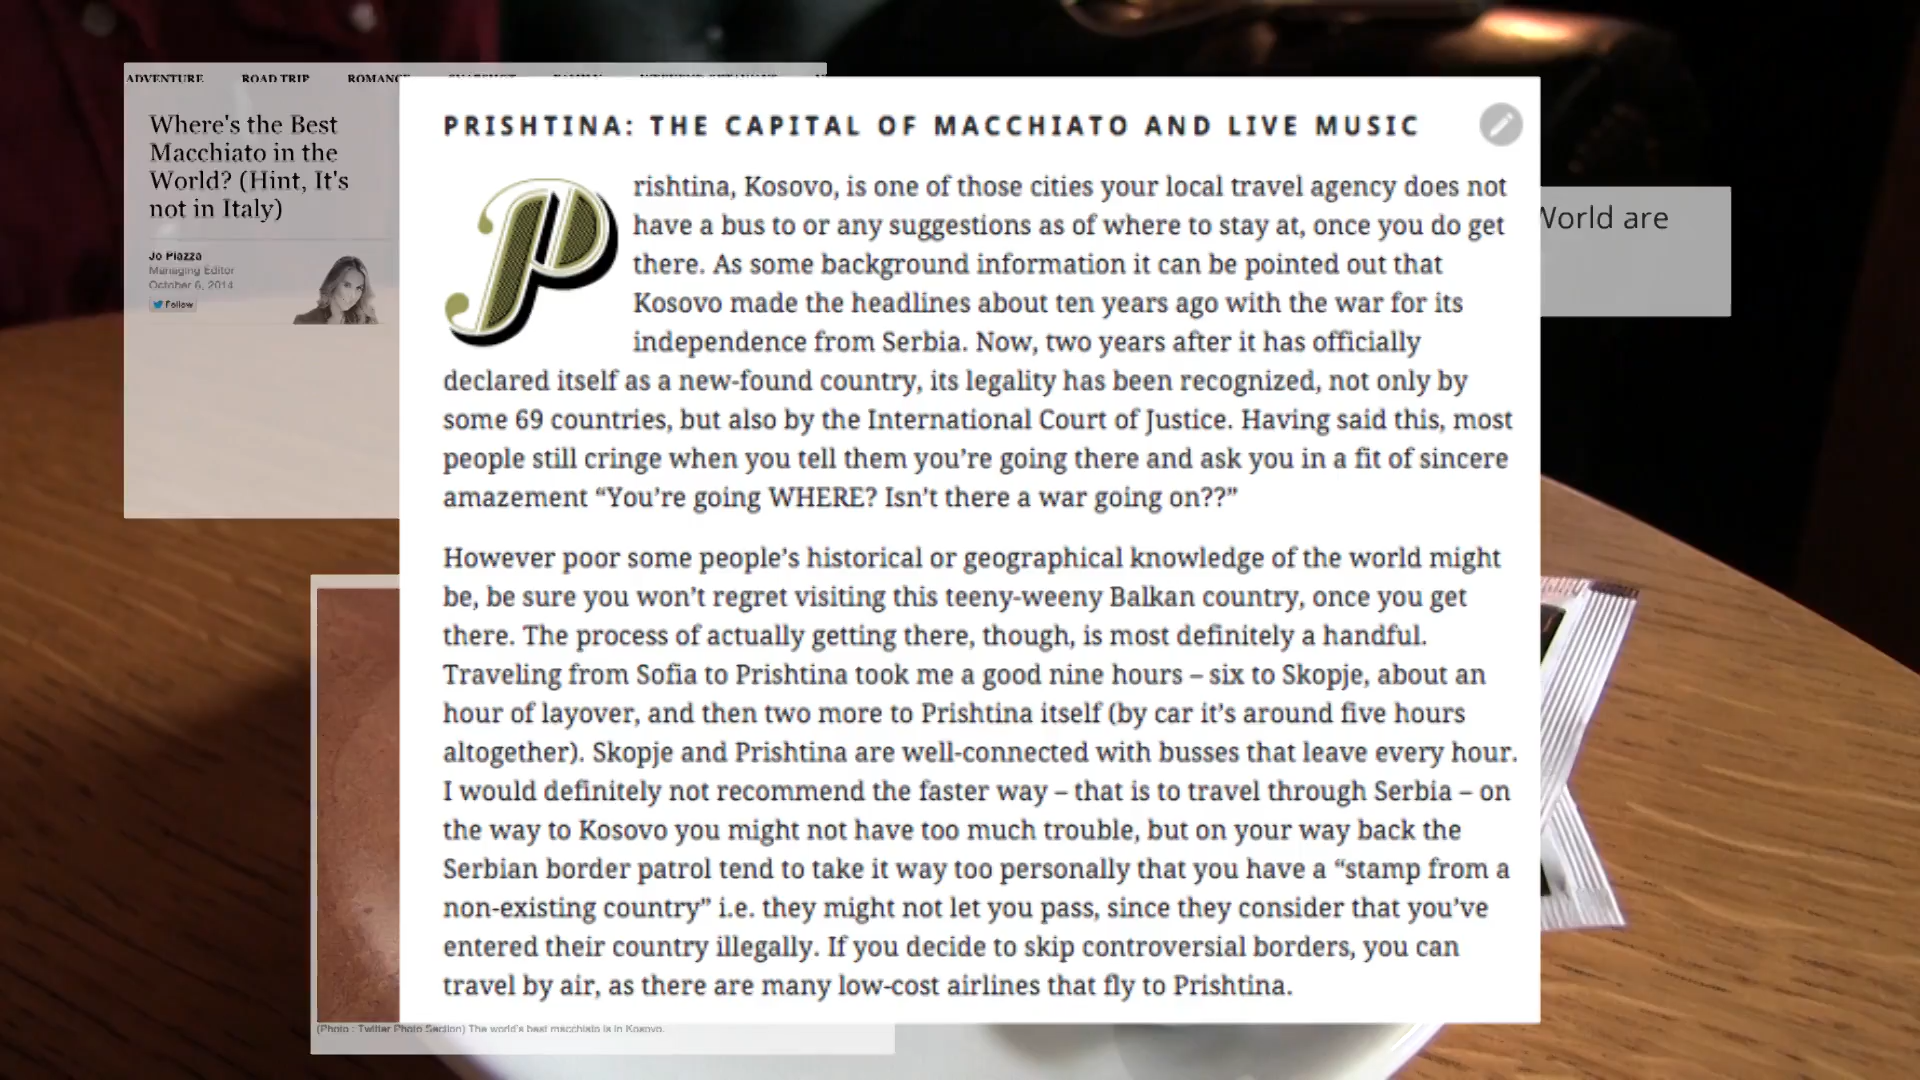 ADVENTURE ROAD TRIP ROMANCE
Where's the Best
Macchiato in the
World? (Hint, It's
not in Italy)
Jo Piazza
Managing Editor
October 6, 2014
Follow
PRISHTINA: THE CAPITAL OF MACCHIATO AND LIVE MUSIC
Prishtina, Kosovo, is one of those cities your local travel agency does not
have a bus to or any suggestions as of where to stay at, once you do get
there. As some background information it can be pointed out that
Kosovo made the headlines about ten years ago with the war for its
independence from Serbia. Now, two years after it has officially
declared itself as a new-found country, its legality has been recognized, not only by
some 69 countries, but also by the International Court of Justice. Having said this, most
people still cringe when you tell them you’re going there and ask you in a fit of sincere
amazement “You’re going WHERE? Isn’t there a war going on??”
However poor some people’s historical or geographical knowledge of the world might
be, be sure you won’t regret visiting this teeny-weeny Balkan country, once you get
there. The process of actually getting there, though, is most definitely a handful.
Traveling from Sofia to Prishtina took me a good nine hours – six to Skopje, about an
hour of layover, and then two more to Prishtina itself (by car it’s around five hours
altogether). Skopje and Prishtina are well-connected with busses that leave every hour.
I would definitely not recommend the faster way – that is to travel through Serbia – on
the way to Kosovo you might not have too much trouble, but on your way back the
Serbian border patrol tend to take it way too personally that you have a “stamp from a
non-existing country” i.e. they might not let you pass, since they consider that you’ve
entered their country illegally. If you decide to skip controversial borders, you can
travel by air, as there are many low-cost airlines that fly to Prishtina.
World are
(Photo : Twitter Photo Section) The world's best macchiato is in Kosovo.